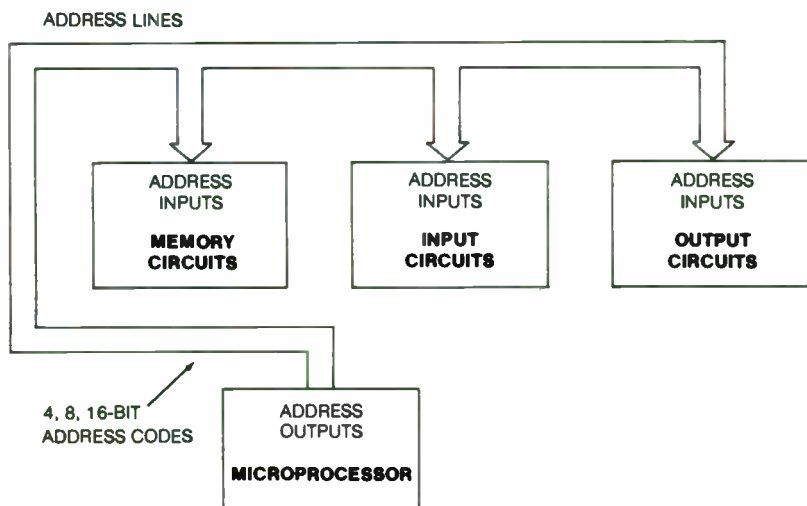 ADDRESS LINES
ADDRESS
INPUTS
MEMORY
CIRCUITS
ADDRESS
INPUTS
INPUT
CIRCUITS
ADDRESS
INPUTS
OUTPUT
CIRCUITS
4, 8, 16-BIT
ADDRESS CODES
ADDRESS
OUTPUTS
MICROPROCESSOR